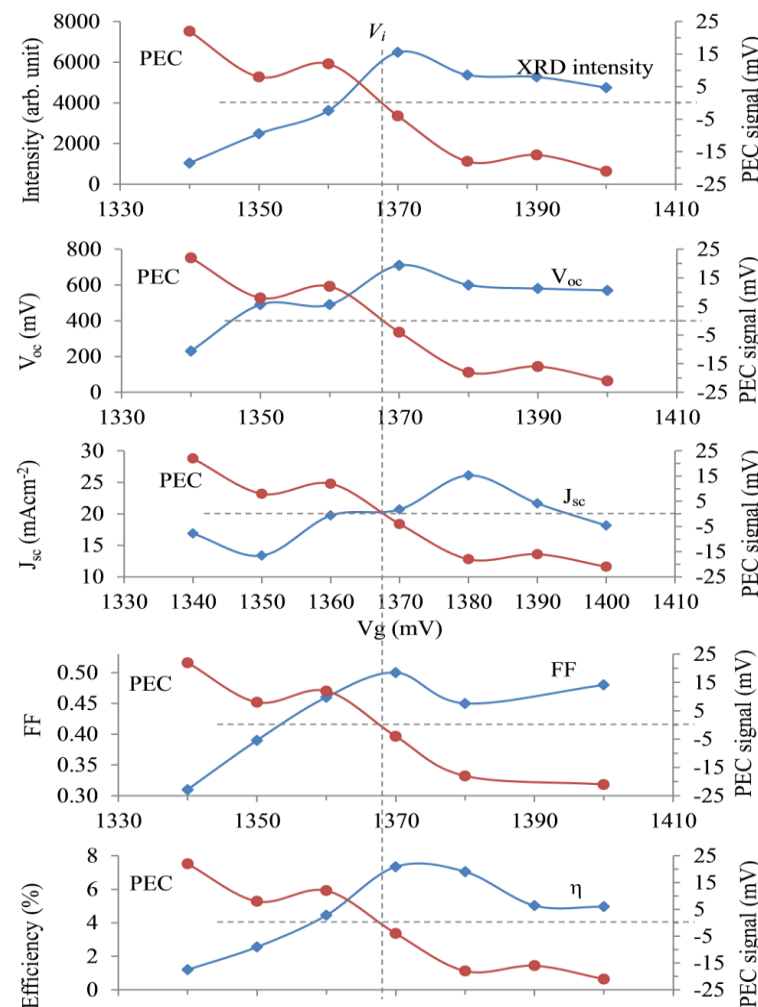 V_i
PEC
XRD intensity
Intensity (arb. unit)
8000
6000
4000
2000
0
25
15
5
-5
-15
-25
PEC signal (mV)
1330 1350 1370 1390 1410
PEC
V_oc
V_oc (mV)
800
600
400
200
0
25
15
5
-5
-15
-25
PEC signal (mV)
1330 1350 1370 1390 1410
PEC
J_sc
J_sc (mAcm⁻²)
30
25
20
15
10
25
15
5
-5
-15
-25
PEC signal (mV)
1330 1340 1350 1360 1370 1380 1390 1400 1410
Vg (mV)
PEC
FF
FF
0.50
0.45
0.40
0.35
0.30
25
15
5
-5
-15
-25
PEC signal (mV)
1330 1350 1370 1390 1410
PEC
η
Efficiency (%)
8
6
4
2
0
25
15
5
-5
-15
-25
PEC signal (mV)